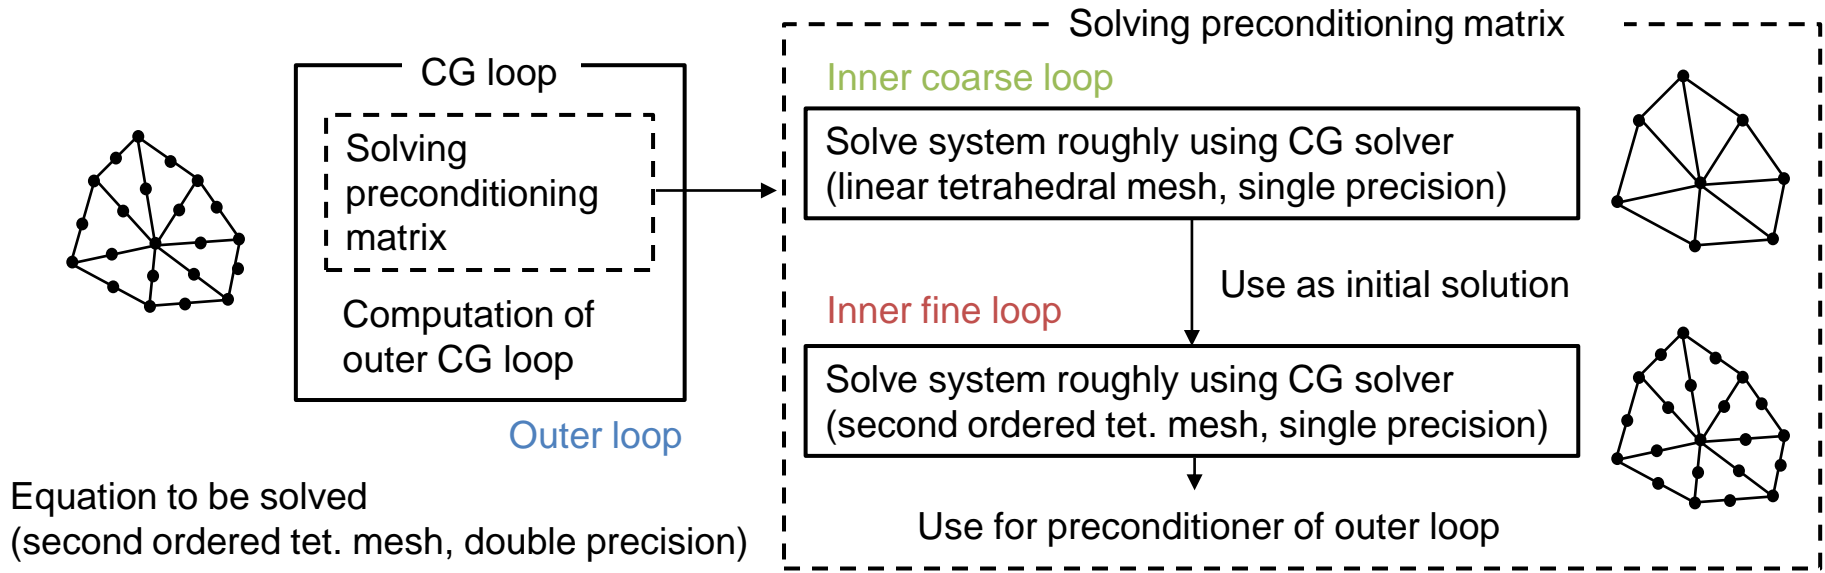 CG loop
Solving
preconditioning
matrix
Computation of
outer CG loop
Outer loop
Equation to be solved
(second ordered tet. mesh, double precision)
Solving preconditioning matrix
Inner coarse loop
Solve system roughly using CG solver
(linear tetrahedral mesh, single precision)
Use as initial solution
Inner fine loop
Solve system roughly using CG solver
(second ordered tet. mesh, single precision)
Use for preconditioner of outer loop